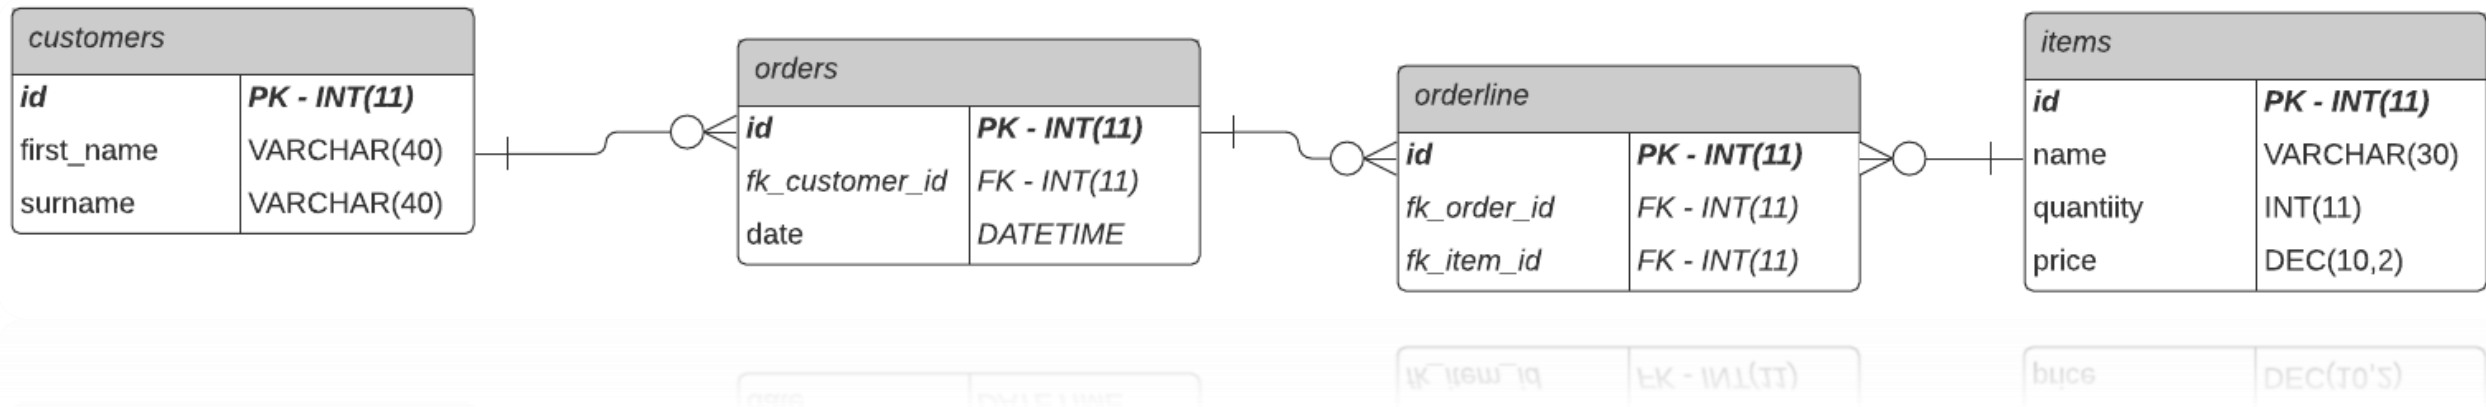 customers
id PK - INT(11)
first_name VARCHAR(40)
surname VARCHAR(40)
orders
id PK - INT(11)
fk_customer_id FK - INT(11)
date DATETIME
orderline
id PK - INT(11)
fk_order_id FK - INT(11)
fk_item_id FK - INT(11)
items
id PK - INT(11)
name VARCHAR(30)
quantiity INT(11)
price DEC(10,2)